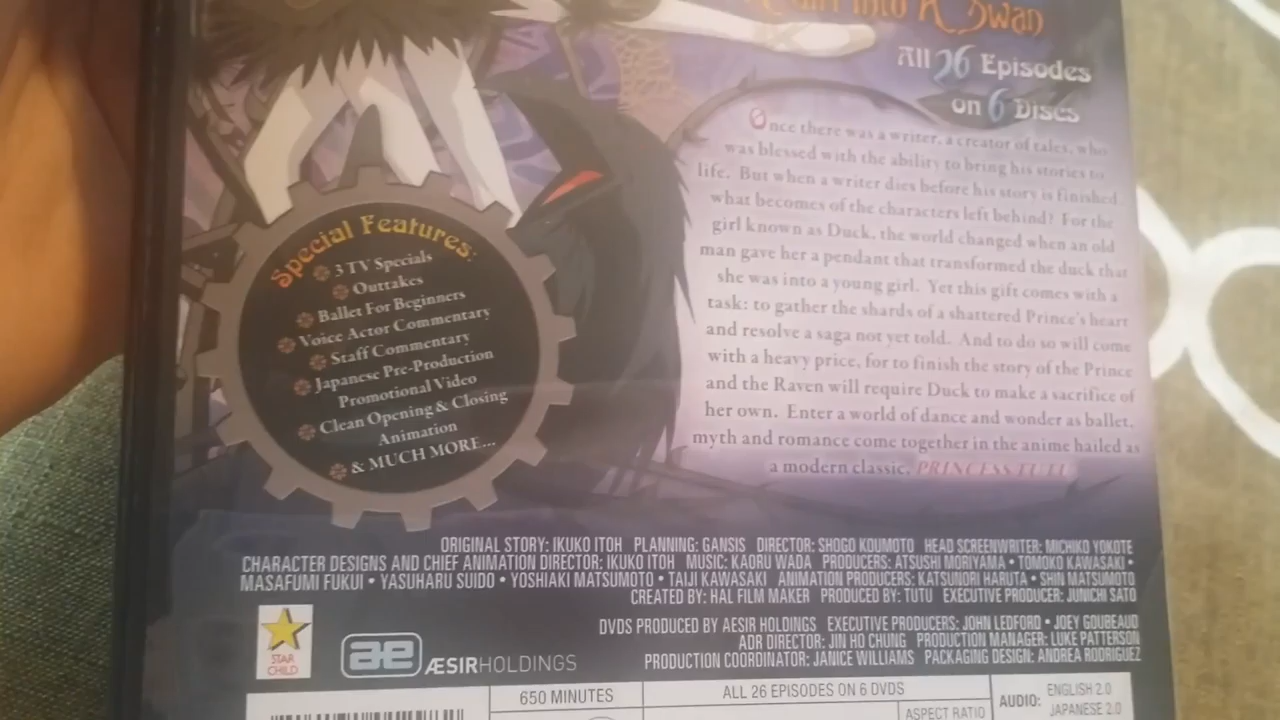 into A Swan
All 26 Episodes
on 6 Discs
Once there was a writer, a creator of tales, who
was blessed with the ability to bring his stories to
life. But when a writer dies before his story is finished
what becomes of the characters left behind? For the
girl known as Duck, the world changed when an old
man gave her a pendant that transformed the duck that
she was into a young girl. Yet this gift comes with a
task: to gather the shards of a shattered Prince's heart
and resolve a saga not yet told. And to do so will come
with a heavy price, for to finish the story of the Prince
and the Raven will require Duck to make a sacrifice of
her own. Enter a world of dance and wonder as ballet,
myth and romance come together in the anime hailed as
a modern classic, PRINCESS TUTU
Special Features:
3 TV Specials
Outtakes
Ballet For Beginners
Voice Actor Commentary
Staff Commentary
Japanese Pre-Production
Promotional Video
Clean Opening & Closing
Animation
& MUCH MORE...
ORIGINAL STORY: IKUKO ITOH PLANNING: GANSIS DIRECTOR: SHOGO KOUMOTO HEAD SCREENWRITER: MICHIKO YOKOTE
CHARACTER DESIGNS AND CHIEF ANIMATION DIRECTOR: IKUKO ITOH MUSIC: KAORU WADA PRODUCERS: ATSUSHI MORIYAMA • TOMOKO KAWASAKI •
MASAFUMI FUKUI • YASUHARU SUIDO • YOSHIAKI MATSUMOTO • TAIJI KAWASAKI ANIMATION PRODUCERS: KATSUNORI HARUTA • SHIN MATSUMOTO
CREATED BY: HAL FILM MAKER PRODUCED BY: TUTU EXECUTIVE PRODUCER: JUNICHI SATO
DVDS PRODUCED BY AESIR HOLDINGS EXECUTIVE PRODUCERS: JOHN LEDFORD • JOEY GOUBEAUD
ADR DIRECTOR: JIN HO CHUNG PRODUCTION MANAGER: LUKE PATTERSON
PRODUCTION COORDINATOR: JANICE WILLIAMS PACKAGING DESIGN: ANDREA RODRIGUEZ
STAR
CHILD
ae ÆSIRHOLDINGS
650 MINUTES
ALL 26 EPISODES ON 6 DVDS
ASPECT RATIO
AUDIO: ENGLISH 2.0
JAPANESE 2.0